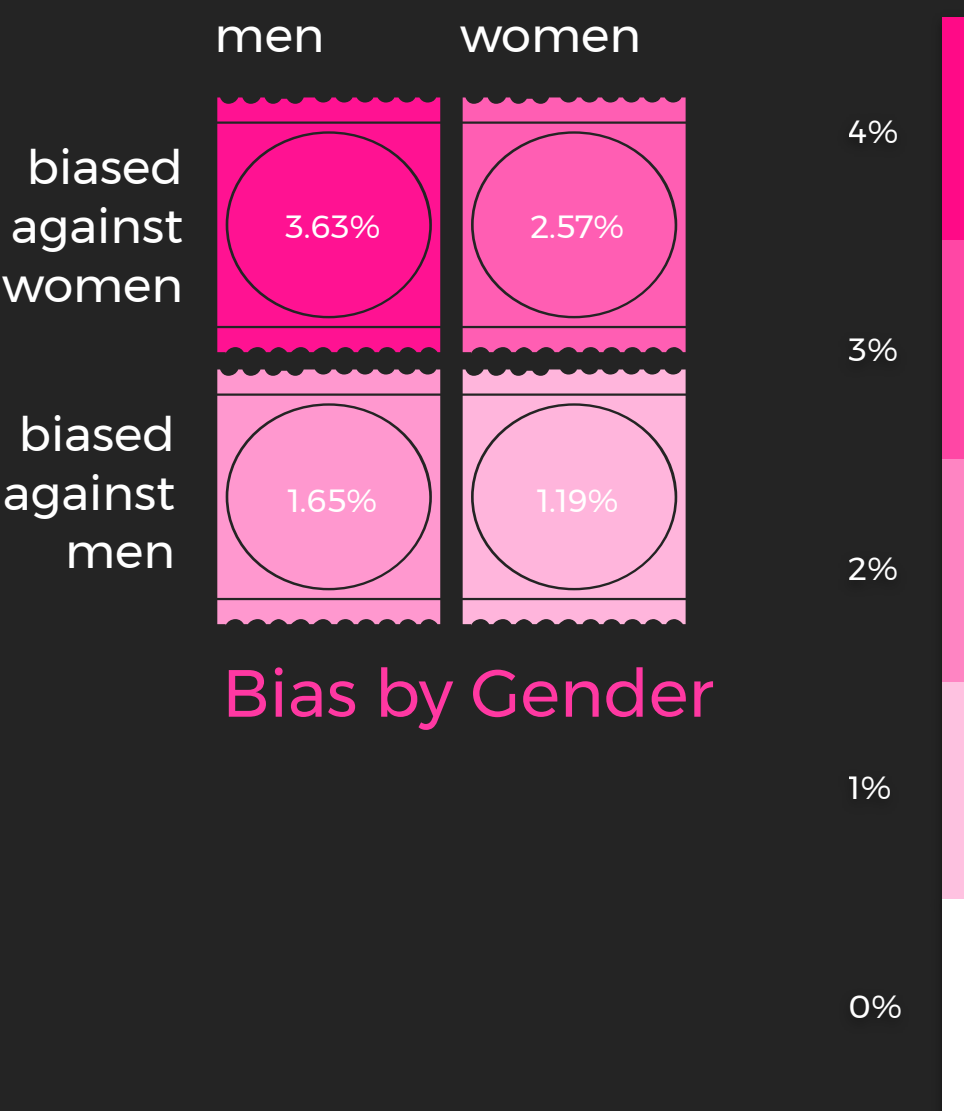 men women
biased
against
women
3.63% 2.57%
biased
against
men
1.65% 1.19%
Bias by Gender
4%
3%
2%
1%
0%